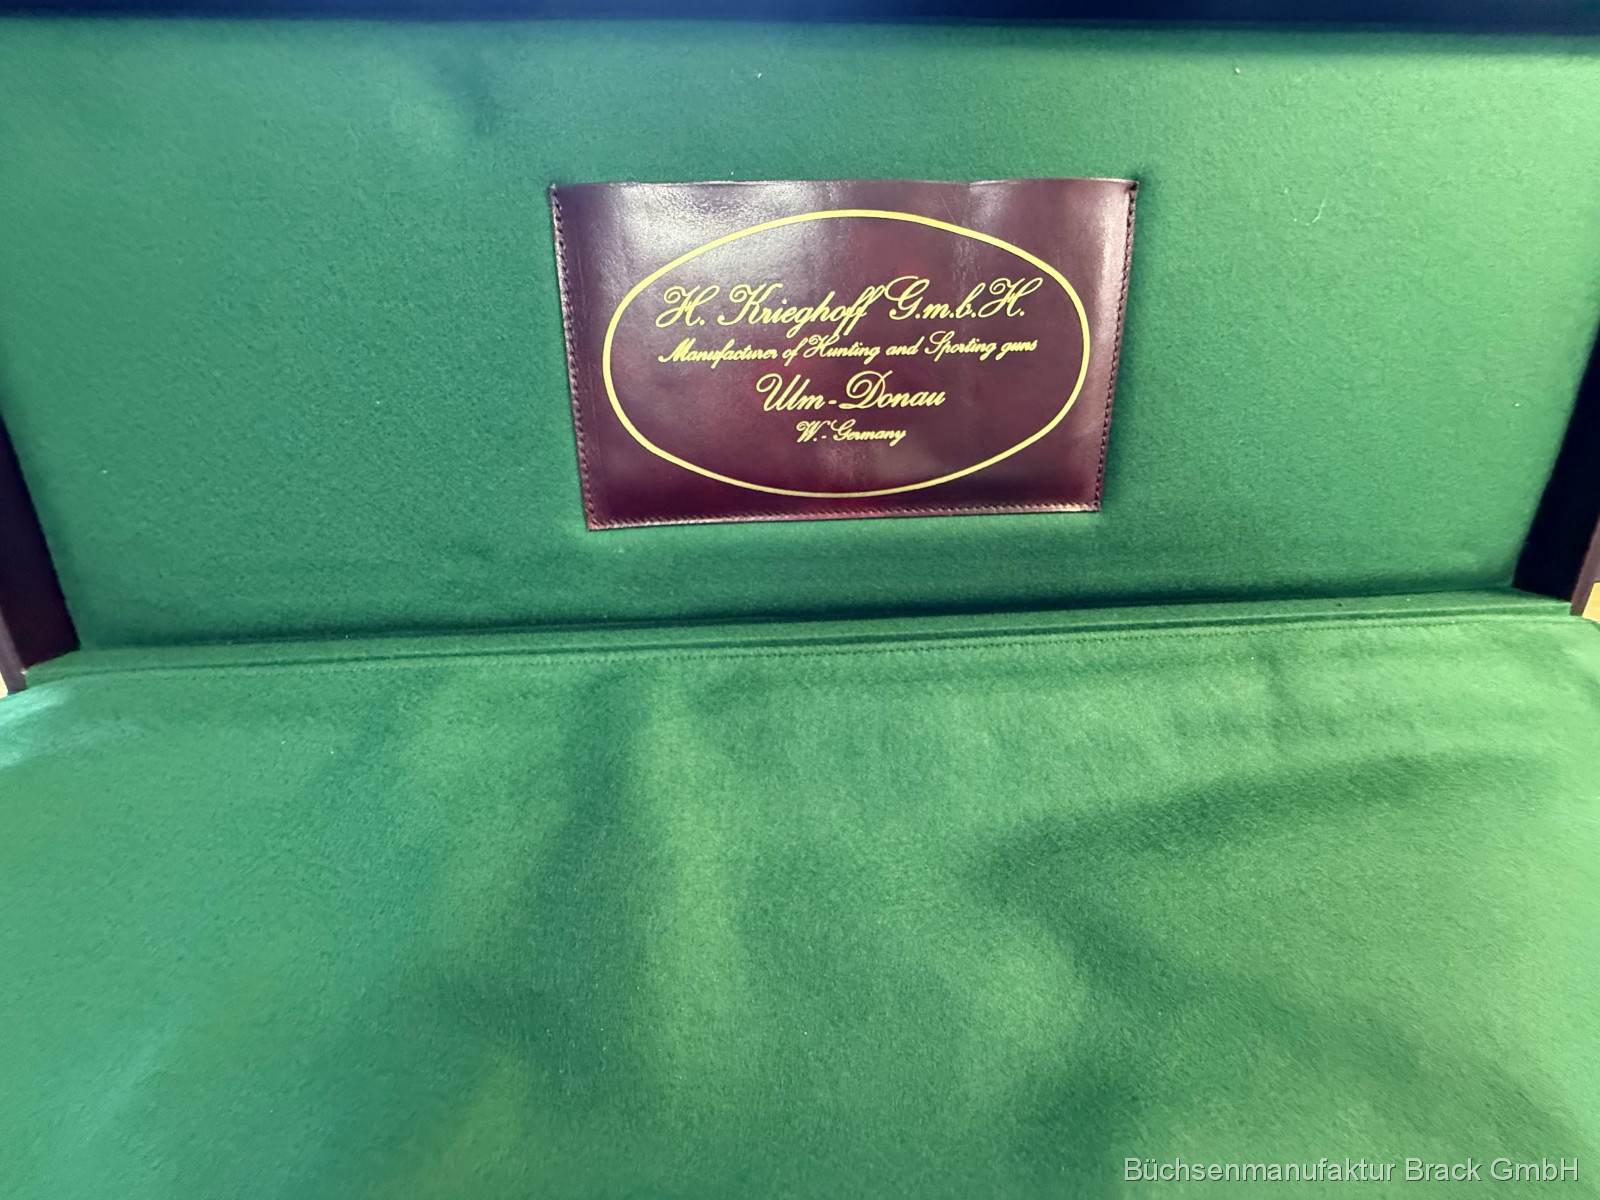 H. Krieghoff G.m.b.H.
Manufacturer of Hunting and Sporting guns
Ulm-Donau
W.-Germany
Büchsenmanufaktur Brack GmbH